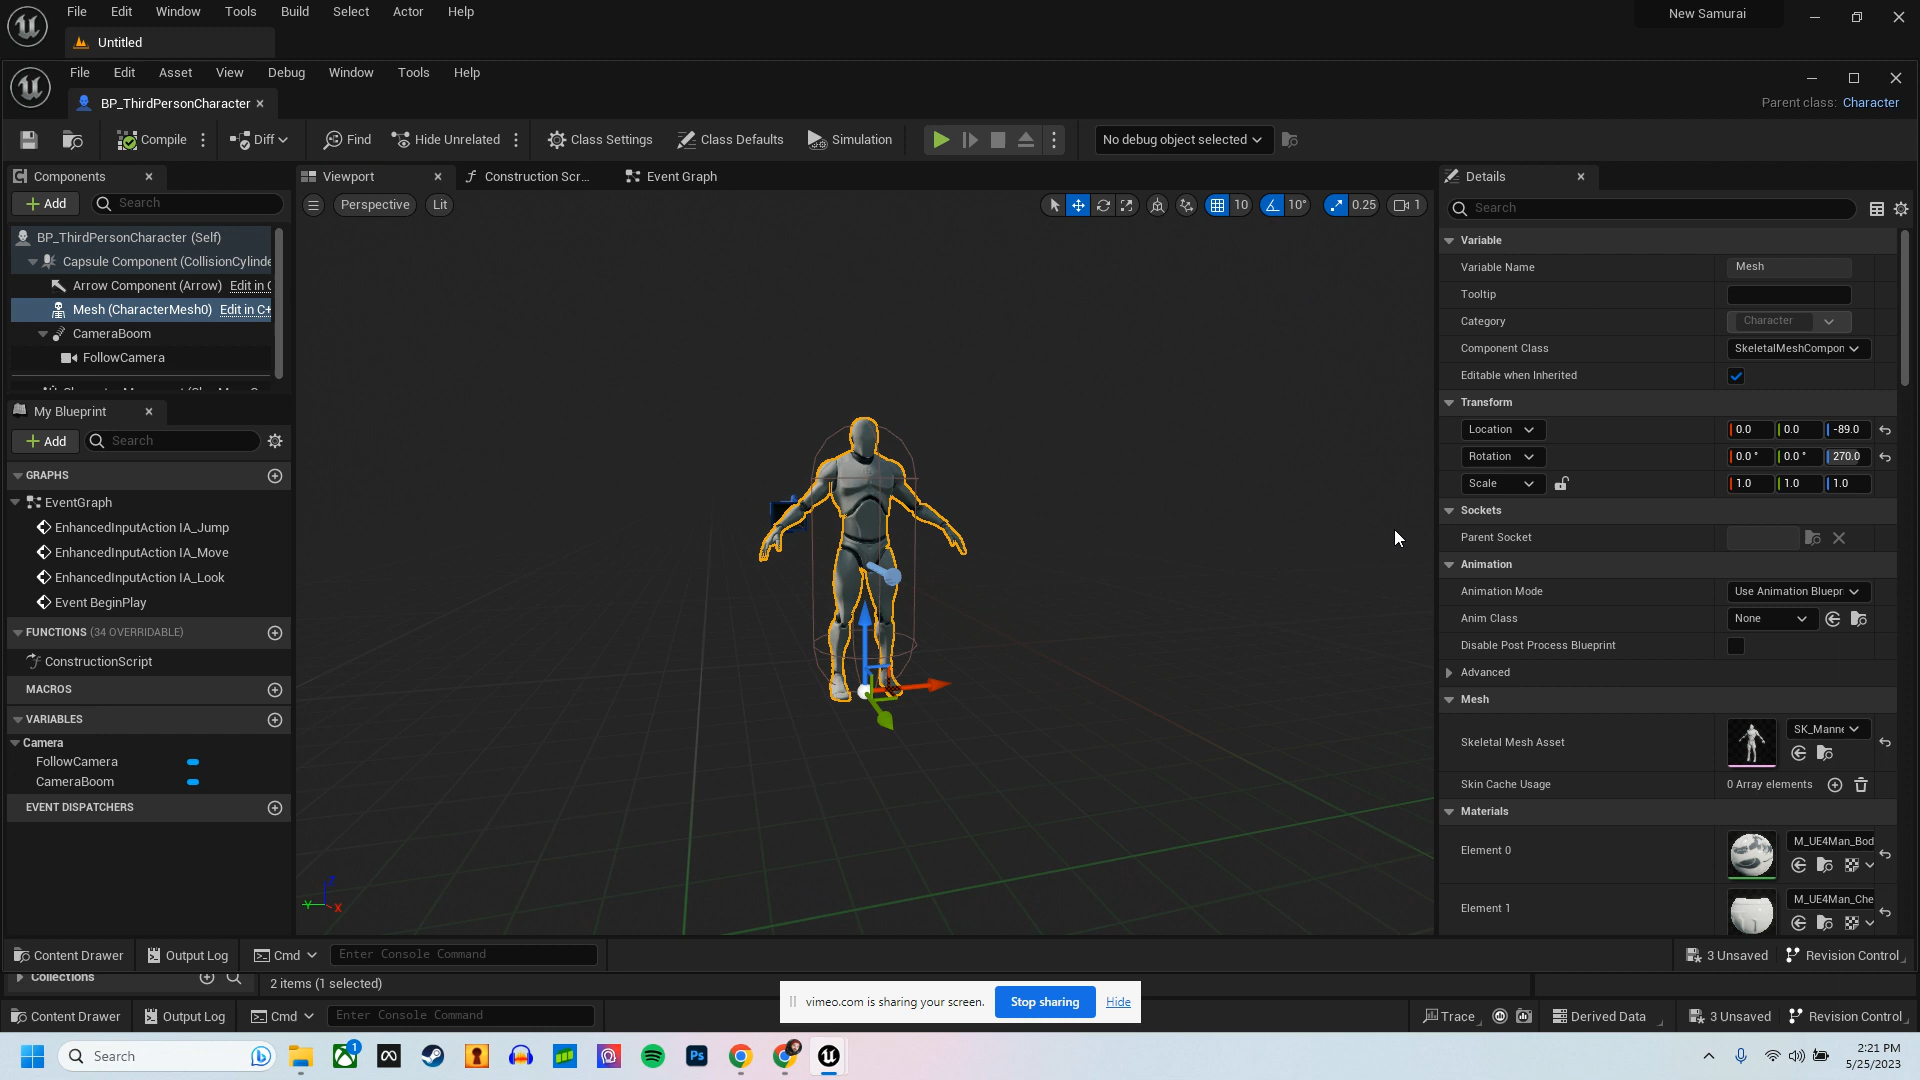 File Edit Window Tools Build Select Actor Help
New Samurai
Untitled
File Edit Asset View Debug Window Tools Help
BP_ThirdPersonCharacter
Parent class: Character
Compile Diff Find Hide Unrelated Class Settings Class Defaults Simulation No debug object selected
Components
Add Search
BP_ThirdPersonCharacter (Self)
Capsule Component (CollisionCylinde
Arrow Component (Arrow) Edit in C
Mesh (CharacterMesh0) Edit in C+
CameraBoom
FollowCamera
My Blueprint
Add Search
GRAPHS
EventGraph
EnhancedInputAction IA_Jump
EnhancedInputAction IA_Move
EnhancedInputAction IA_Look
Event BeginPlay
FUNCTIONS (34 OVERRIDABLE)
ConstructionScript
MACROS
VARIABLES
Camera
FollowCamera
CameraBoom
EVENT DISPATCHERS
Viewport Construction Scr... Event Graph
Perspective Lit
10 10° 0.25 1
Z
Y X
Details
Search
Variable
Variable Name Mesh
Tooltip
Category Character
Component Class SkeletalMeshCompon
Editable when Inherited
Transform
Location 0.0 0.0 -89.0
Rotation 0.0 ° 0.0 ° 270.0
Scale 1.0 1.0 1.0
Sockets
Parent Socket
Animation
Animation Mode Use Animation Bluepr
Anim Class None
Disable Post Process Blueprint
Advanced
Mesh
Skeletal Mesh Asset SK_Manne
Skin Cache Usage 0 Array elements
Materials
Element 0 M_UE4Man_Bod
Element 1 M_UE4Man_Che
Content Drawer Output Log Cmd Enter Console Command
3 Unsaved Revision Control
Collections
2 items (1 selected)
vimeo.com is sharing your screen. Stop sharing Hide
Content Drawer Output Log Cmd Enter Console Command
Trace Derived Data 3 Unsaved Revision Control
Search
1
Ps
2:21 PM
5/25/2023